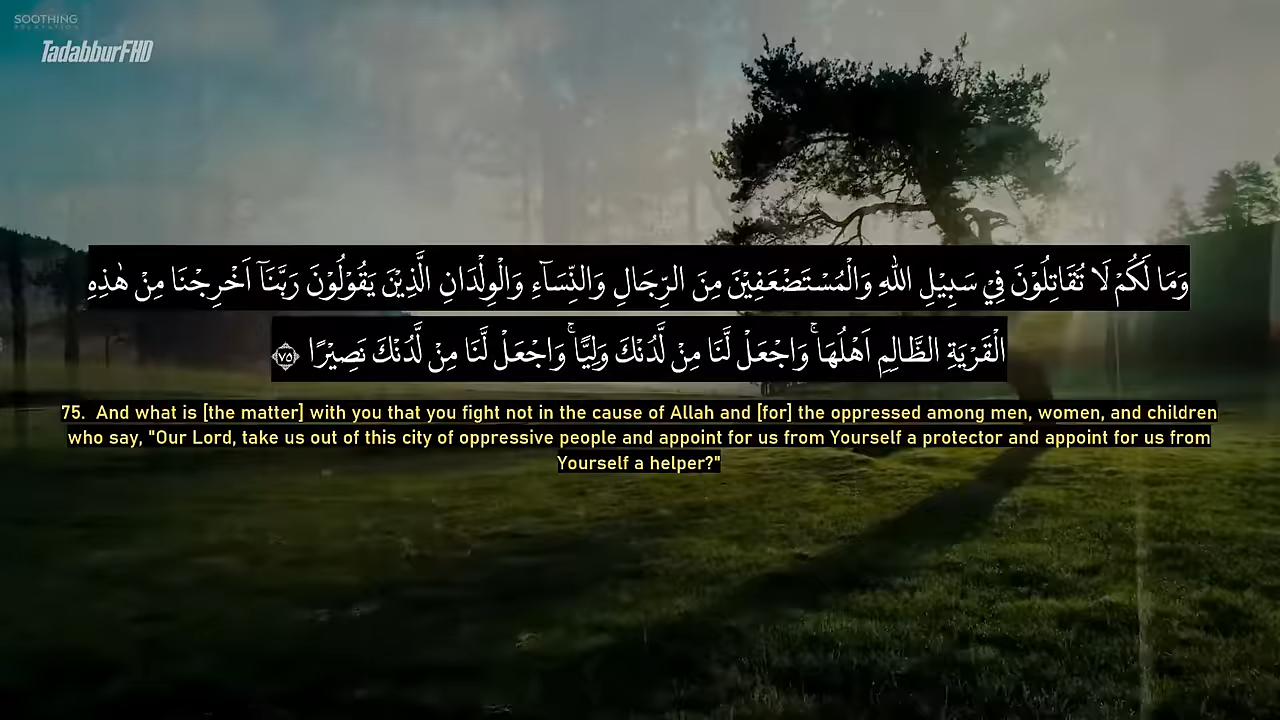 SOOTHING
RELAXATION
TadabburFHD
وَمَا لَكُمْ لَا تُقَاتِلُوْنَ فِيْ سَبِيْلِ اللّٰهِ وَالْمُسْتَضْعَفِيْنَ مِنَ الرِّجَالِ وَالنِّسَآءِ وَالْوِلْدَانِ الَّذِيْنَ يَقُوْلُوْنَ رَبَّنَآ اَخْرِجْنَا مِنْ هٰذِهِ
الْقَرْيَةِ الظَّالِمِ اَهْلُهَاۚ وَاجْعَلْ لَّنَا مِنْ لَّدُنْكَ وَلِيًّاۚ وَاجْعَلْ لَّنَا مِنْ لَّدُنْكَ نَصِيْرًا ۝٧٥
75. And what is [the matter] with you that you fight not in the cause of Allah and [for] the oppressed among men, women, and children
who say, "Our Lord, take us out of this city of oppressive people and appoint for us from Yourself a protector and appoint for us from
Yourself a helper?"